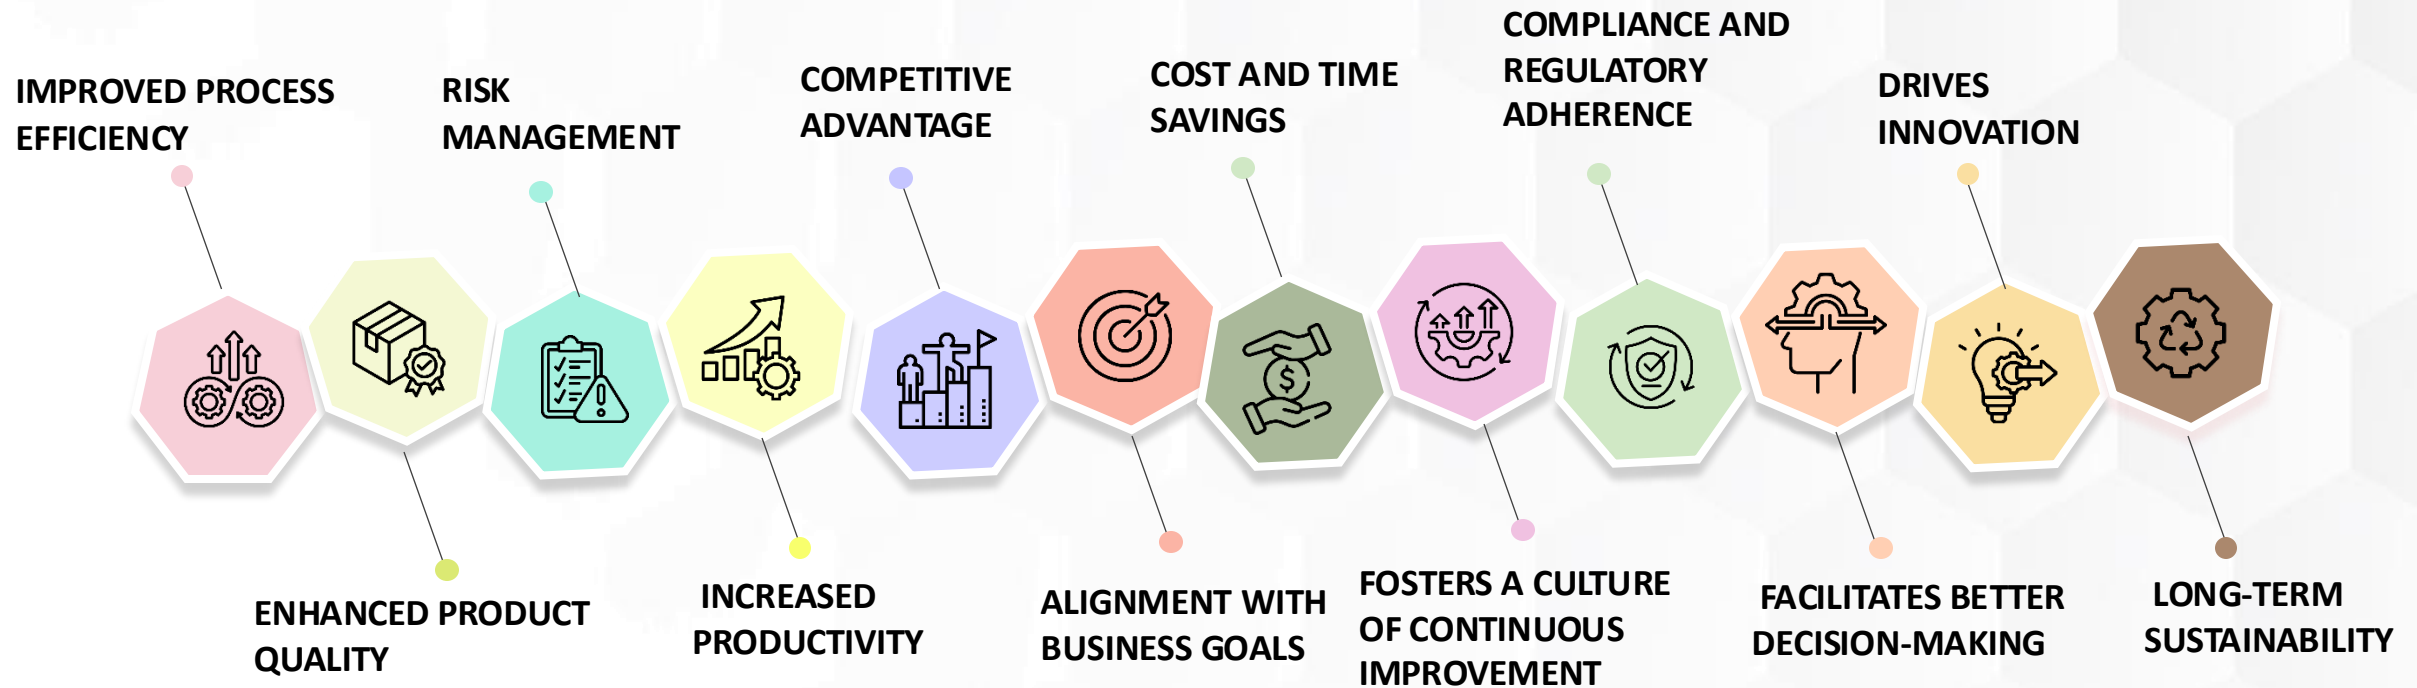 IMPROVED PROCESS
EFFICIENCY
ENHANCED PRODUCT
QUALITY
RISK
MANAGEMENT
INCREASED
PRODUCTIVITY
COMPETITIVE
ADVANTAGE
ALIGNMENT WITH
BUSINESS GOALS
COST AND TIME
SAVINGS
FOSTERS A CULTURE
OF CONTINUOUS
IMPROVEMENT
COMPLIANCE AND
REGULATORY
ADHERENCE
FACILITATES BETTER
DECISION-MAKING
DRIVES
INNOVATION
LONG-TERM
SUSTAINABILITY